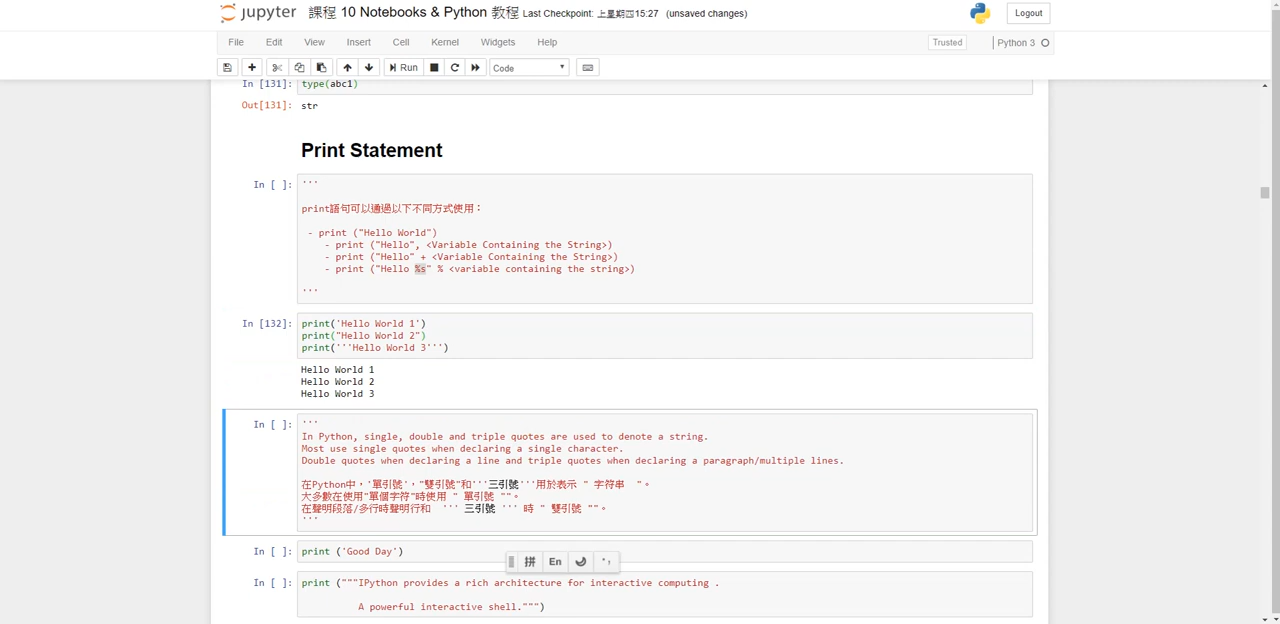 jupyter 課程 10 Notebooks & Python 教程 Last Checkpoint: 上星期四15:27 (unsaved changes)
Logout
File Edit View Insert Cell Kernel Widgets Help
Trusted
Python 3
Run
Code
In [131]: type(abc1)
Out[131]: str
Print Statement
In [ ]: '''
print語句可以通過以下不同方式使用：
- print ("Hello World")
- print ("Hello", <Variable Containing the String>)
- print ("Hello" + <Variable Containing the String>)
- print ("Hello %s" % <variable containing the string>)
'''
In [132]: print('Hello World 1')
print("Hello World 2")
print('''Hello World 3''')
Hello World 1
Hello World 2
Hello World 3
In [ ]: '''
In Python, single, double and triple quotes are used to denote a string.
Most use single quotes when declaring a single character.
Double quotes when declaring a line and triple quotes when declaring a paragraph/multiple lines.
在Python中，'單引號'，"雙引號"和'''三引號'''用於表示 " 字符串 "。
大多數在使用"單個字符"時使用 " 單引號 ""。
在聲明段落/多行時聲明行和 ''' 三引號 ''' 時 " 雙引號 ""。
'''
In [ ]: print ('Good Day')
拼 En
In [ ]: print ("""IPython provides a rich architecture for interactive computing .
A powerful interactive shell.""")